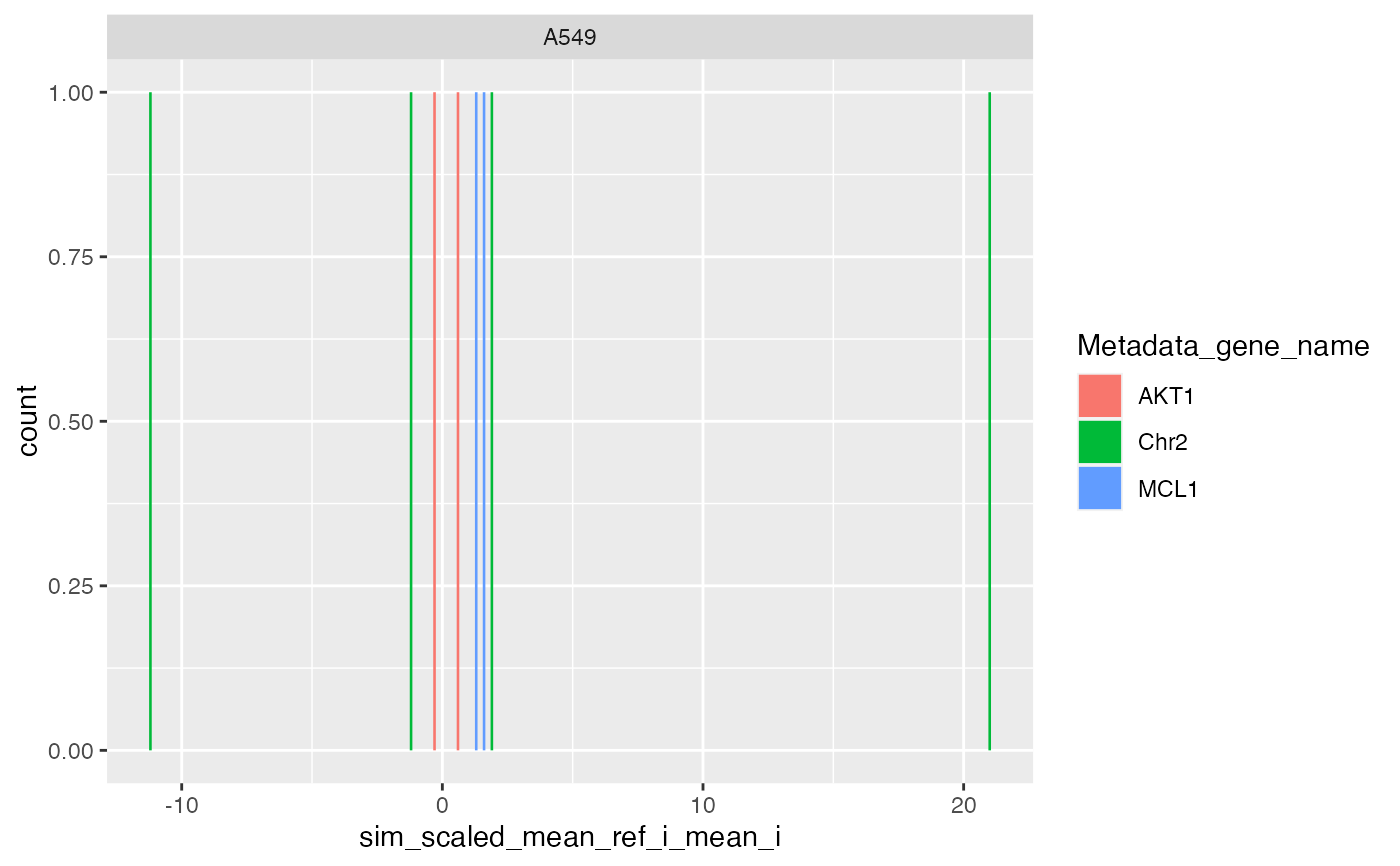 A549
1.00
0.75
0.50
0.25
0.00
count
-10 0 10 20
sim_scaled_mean_ref_i_mean_i
Metadata_gene_name
AKT1
Chr2
MCL1